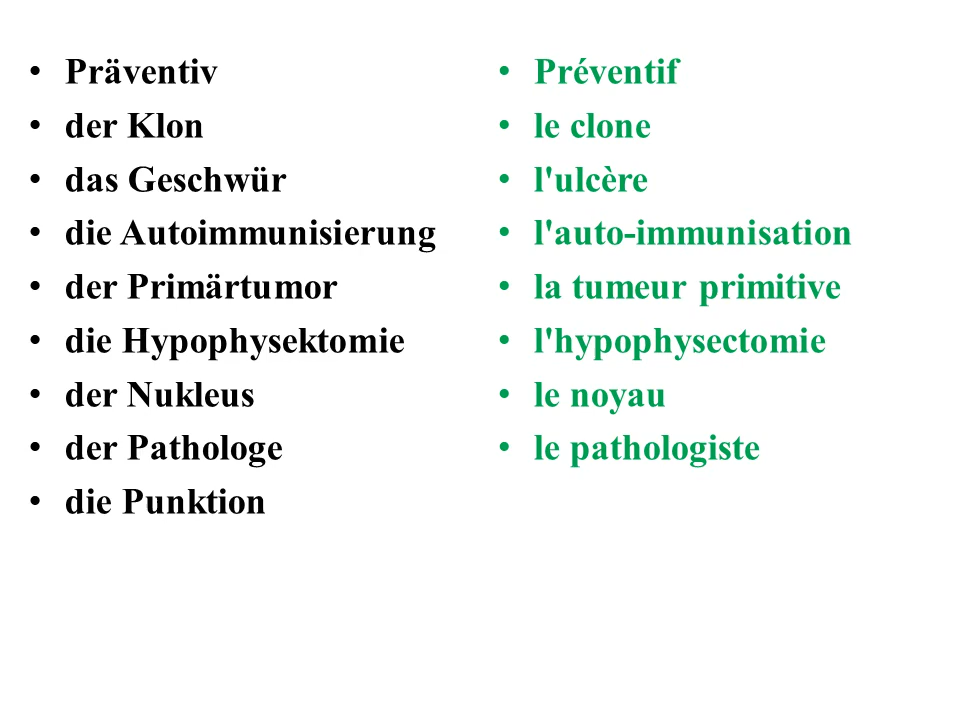 • Präventiv
• der Klon
• das Geschwür
• die Autoimmunisierung
• der Primärtumor
• die Hypophysektomie
• der Nukleus
• der Pathologe
• die Punktion
• Préventif
• le clone
• l'ulcère
• l'auto-immunisation
• la tumeur primitive
• l'hypophysectomie
• le noyau
• le pathologiste